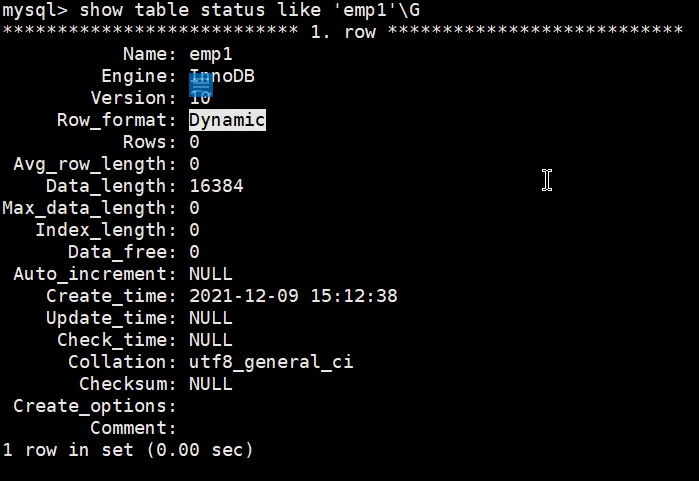 mysql> show table status like 'emp1'\G
*************************** 1. row ***************************
Name: emp1
Engine: InnoDB
Version: 10
Row_format: Dynamic
Rows: 0
Avg_row_length: 0
Data_length: 16384
Max_data_length: 0
Index_length: 0
Data_free: 0
Auto_increment: NULL
Create_time: 2021-12-09 15:12:38
Update_time: NULL
Check_time: NULL
Collation: utf8_general_ci
Checksum: NULL
Create_options:
Comment:
1 row in set (0.00 sec)